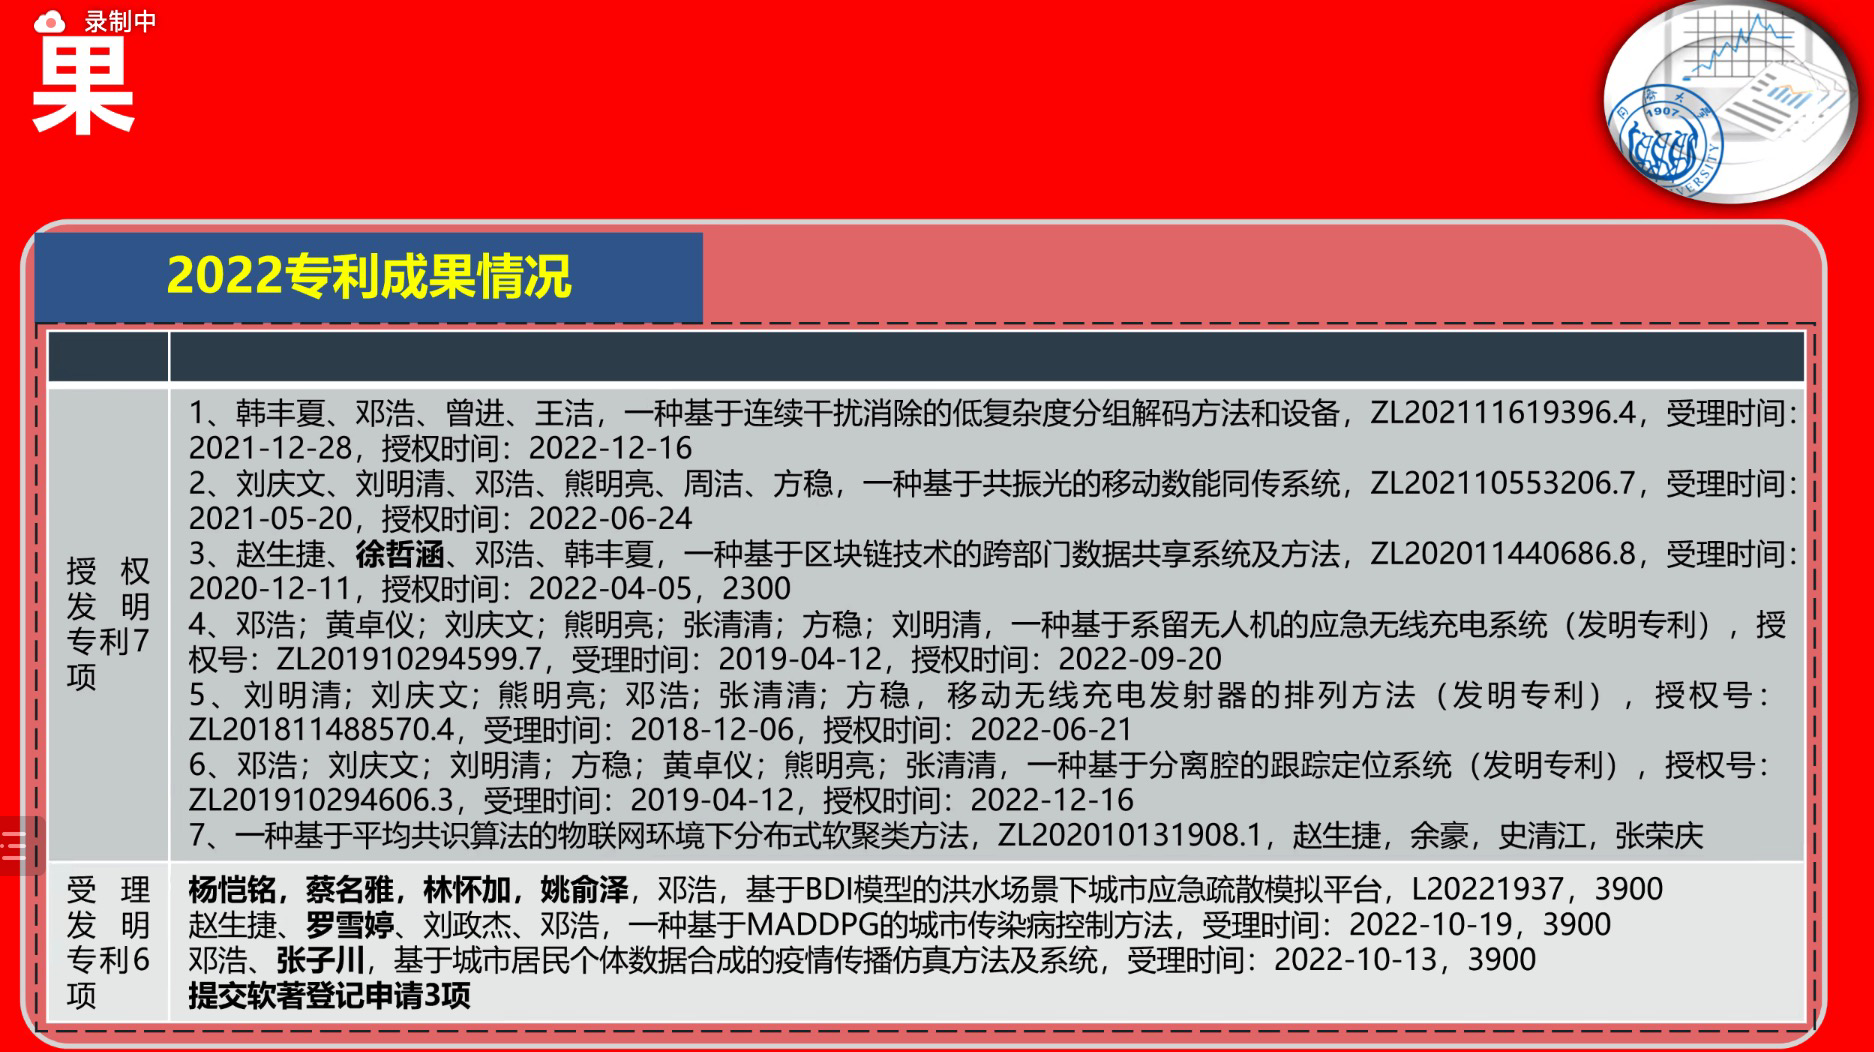 录制中
果
1907
VERSITY
2022专利成果情况
1、韩丰夏、邓浩、曾进、王洁，一种基于连续干扰消除的低复杂度分组解码方法和设备，ZL202111619396.4，受理时间：
2021-12-28，授权时间：2022-12-16
2、刘庆文、刘明清、邓浩、熊明亮、周洁、方稳，一种基于共振光的移动数能同传系统，ZL202110553206.7，受理时间：
2021-05-20，授权时间：2022-06-24
3、赵生捷、徐哲涵、邓浩、韩丰夏，一种基于区块链技术的跨部门数据共享系统及方法，ZL202011440686.8，受理时间：
2020-12-11，授权时间：2022-04-05，2300
4、邓浩；黄卓仪；刘庆文；熊明亮；张清清；方稳；刘明清，一种基于系留无人机的应急无线充电系统（发明专利），授
权号：ZL201910294599.7，受理时间：2019-04-12，授权时间：2022-09-20
5、刘明清；刘庆文；熊明亮；邓浩；张清清；方稳，移动无线充电发射器的排列方法（发明专利），授权号：
ZL201811488570.4，受理时间：2018-12-06，授权时间：2022-06-21
6、邓浩；刘庆文；刘明清；方稳；黄卓仪；熊明亮；张清清，一种基于分离腔的跟踪定位系统（发明专利），授权号：
ZL201910294606.3，受理时间：2019-04-12，授权时间：2022-12-16
7、一种基于平均共识算法的物联网环境下分布式软聚类方法，ZL202010131908.1，赵生捷，余豪，史清江，张荣庆
授 权
发 明
专利7
项
杨恺铭，蔡名雅，林怀加，姚俞泽，邓浩，基于BDI模型的洪水场景下城市应急疏散模拟平台，L20221937，3900
赵生捷、罗雪婷、刘政杰、邓浩，一种基于MADDPG的城市传染病控制方法，受理时间：2022-10-19，3900
邓浩、张子川，基于城市居民个体数据合成的疫情传播仿真方法及系统，受理时间：2022-10-13，3900
提交软著登记申请3项
受 理
发 明
专利6
项